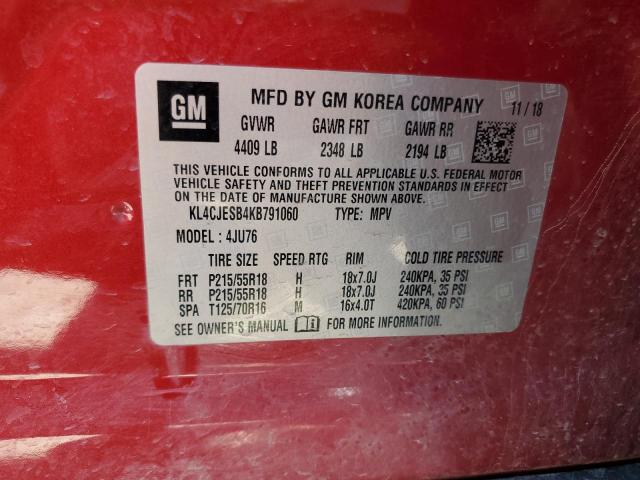 GM MFD BY GM KOREA COMPANY 11/18
GVWR GAWR FRT GAWR RR
4409 LB 2348 LB 2194 LB
THIS VEHICLE CONFORMS TO ALL APPLICABLE U.S. FEDERAL MOTOR
VEHICLE SAFETY AND THEFT PREVENTION STANDARDS IN EFFECT
ON THE DATE OF MANUFACTURE SHOWN ABOVE.
KL4CJESB4KB791060 TYPE: MPV
MODEL: 4JU76
TIRE SIZE SPEED RTG RIM COLD TIRE PRESSURE
FRT P215/55R18 H 18x7.0J 240KPA, 35 PSI
RR P215/55R18 H 18x7.0J 240KPA, 35 PSI
SPA T125/70R16 M 16x4.0T 420KPA, 60 PSI
SEE OWNER'S MANUAL FOR MORE INFORMATION.